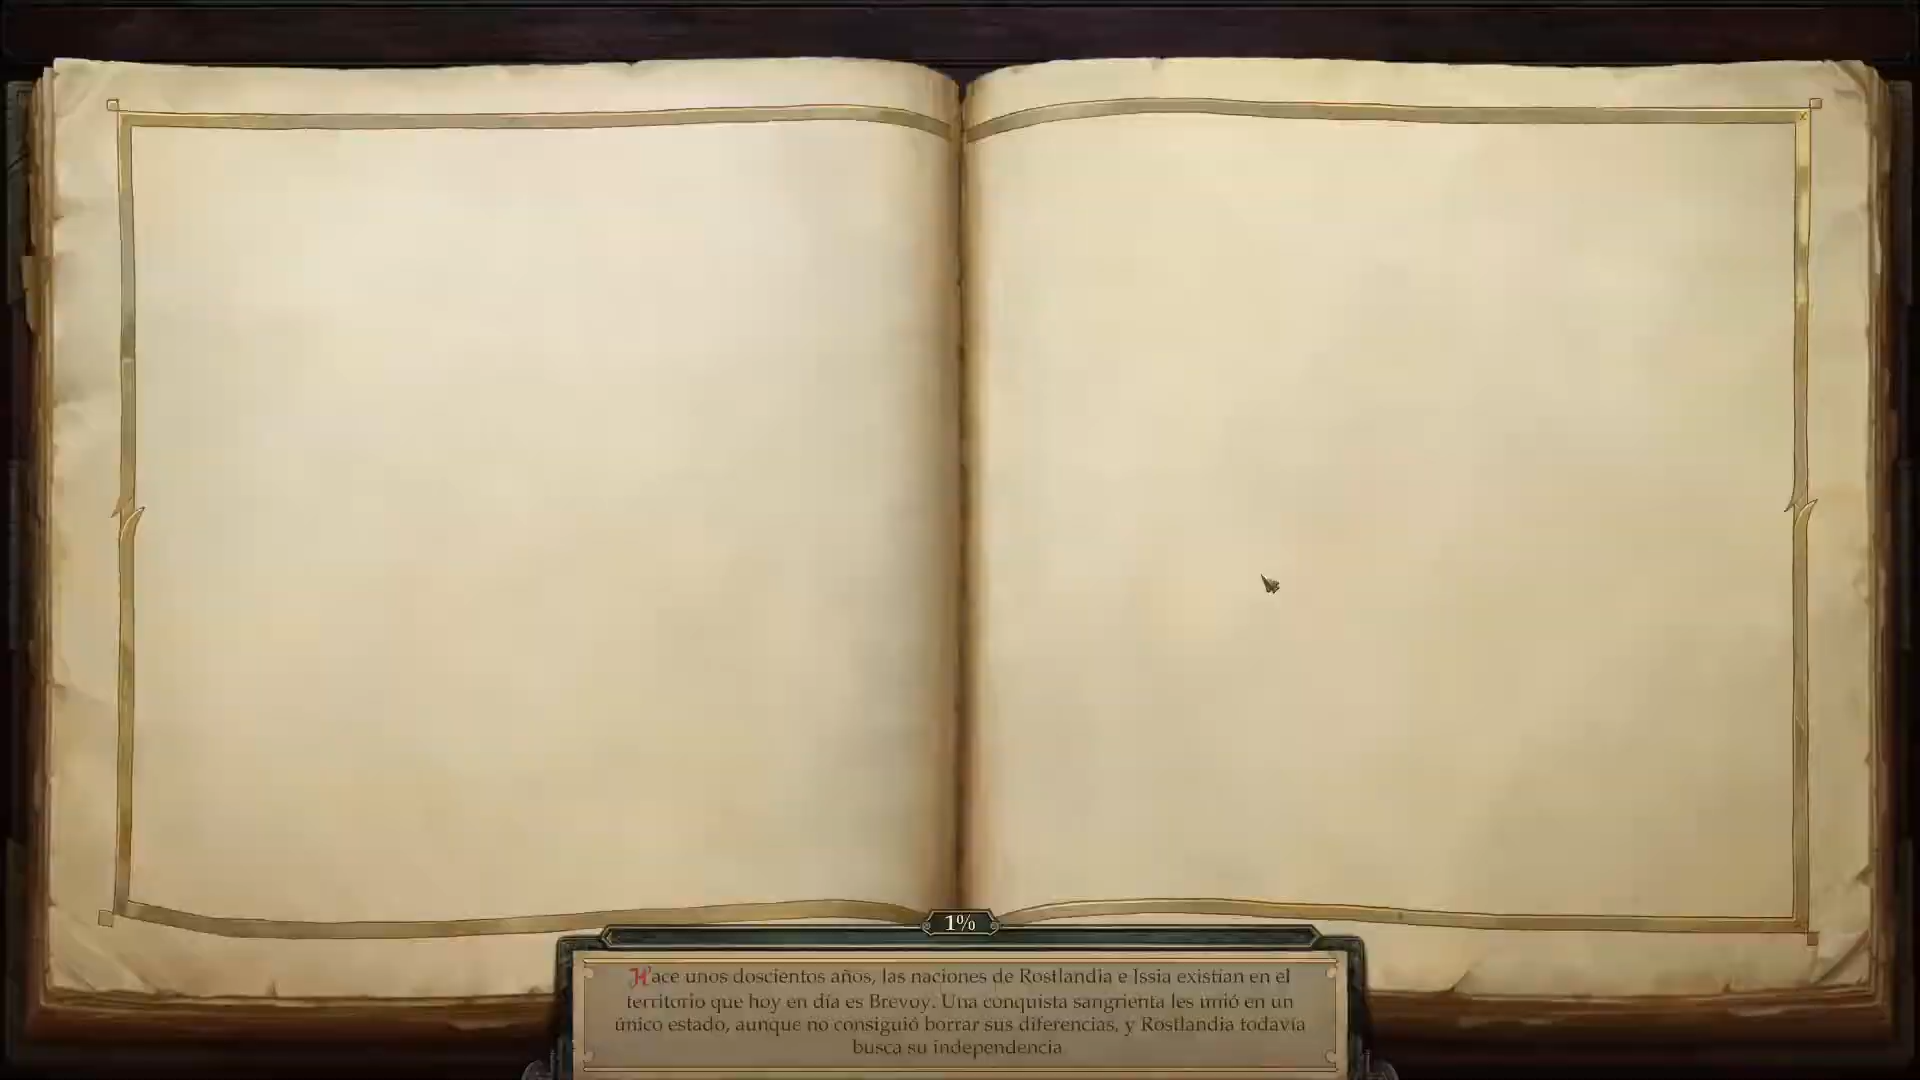 1%
Hace unos doscientos años, las naciones de Rostlandia e Issia existían en el
territorio que hoy en día es Brevoy. Una conquista sangrienta les unió en un
único estado, aunque no consiguió borrar sus diferencias, y Rostlandia todavía
busca su independencia.